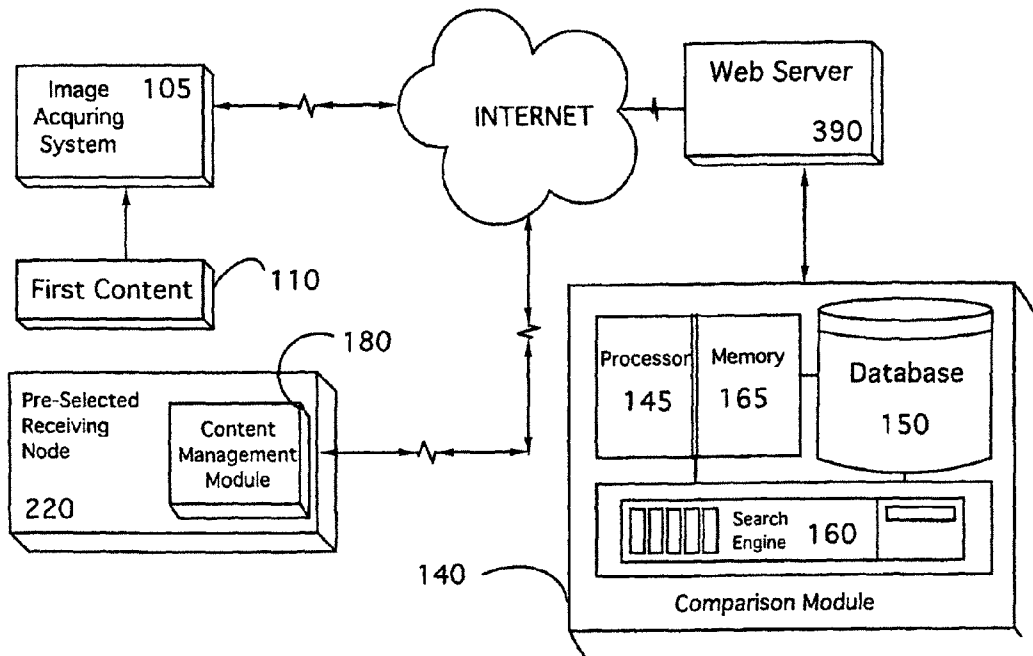 Image 105
Acquring
System
First Content
110
INTERNET
Web Server
390
180
Pre-Selected
Receiving
Node
220
Content
Management
Module
Processor
145
Memory
165
Database
150
Search
Engine
160
140
Comparison Module